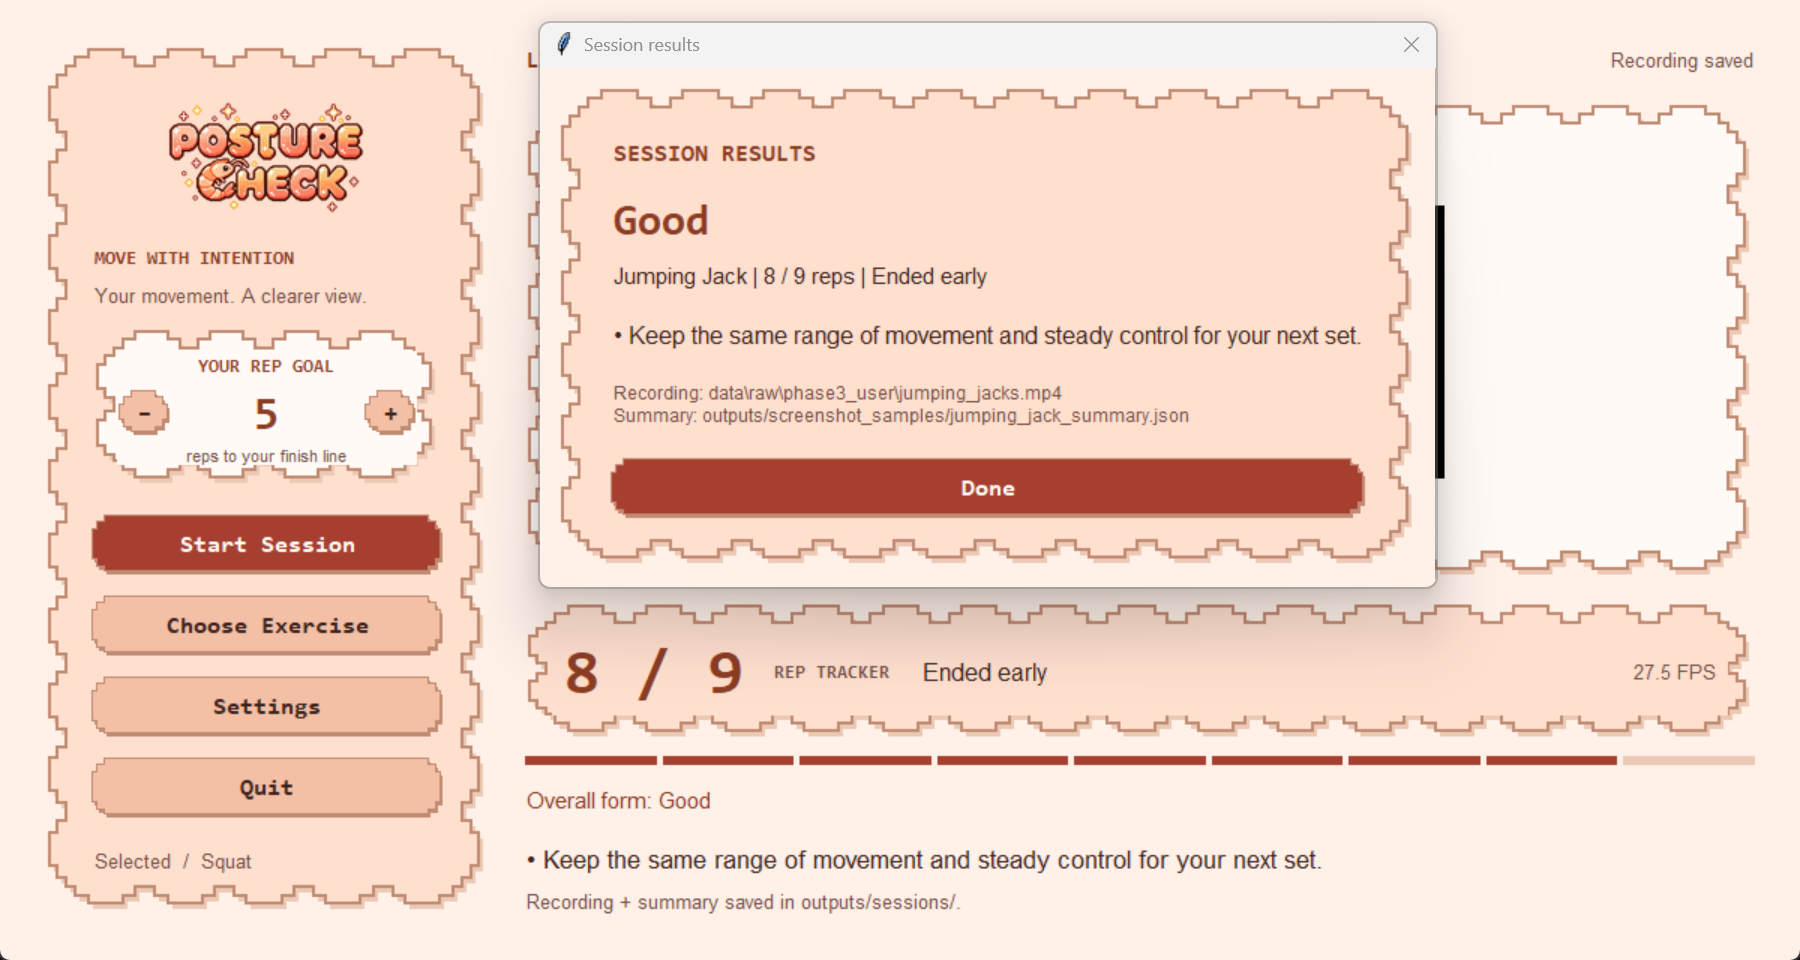 POSTURE
CHECK
MOVE WITH INTENTION
Your movement. A clearer view.
YOUR REP GOAL
-
5
+
reps to your finish line
Start Session
Choose Exercise
Settings
Quit
Selected / Squat
Session results
SESSION RESULTS
Good
Jumping Jack | 8 / 9 reps | Ended early
• Keep the same range of movement and steady control for your next set.
Recording: data\raw\phase3_user\jumping_jacks.mp4
Summary: outputs/screenshot_samples/jumping_jack_summary.json
Done
Recording saved
8 / 9 REP TRACKER Ended early 27.5 FPS
Overall form: Good
• Keep the same range of movement and steady control for your next set.
Recording + summary saved in outputs/sessions/.